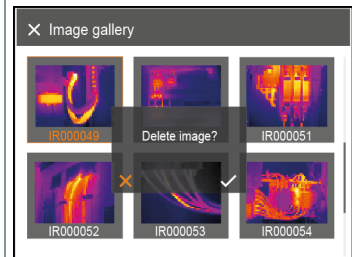 Image gallery
IR000049
Delete image?
IR000051
IR000052
IR000053
IR000054